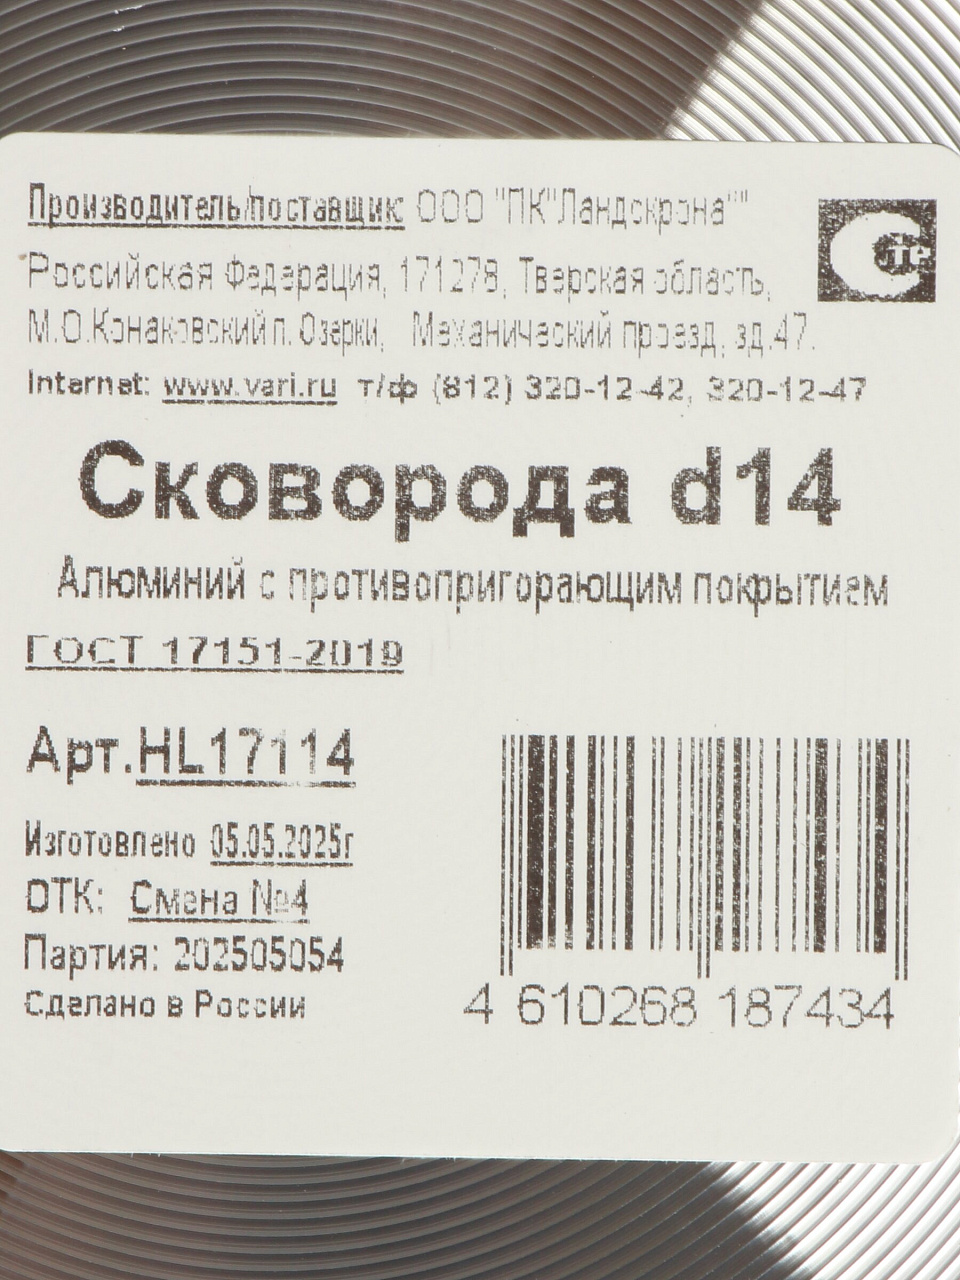 Производитель/поставщик: ООО "ПК"Ландскрона""
Российская Федерация, 171278, Тверская область,
М.О.Конаковский п. Озерки, Механический проезд, зд.47.
Internet: www.vari.ru т/ф (812) 320-12-42, 320-12-47
Сковорода d14
Алюминий с противопригорающим покрытием
ГОСТ 17151-2019
Арт.HL17114
Изготовлено 05.05.2025г
ОТК: Смена №4
Партия: 202505054
Сделано в России
4 610268 187434